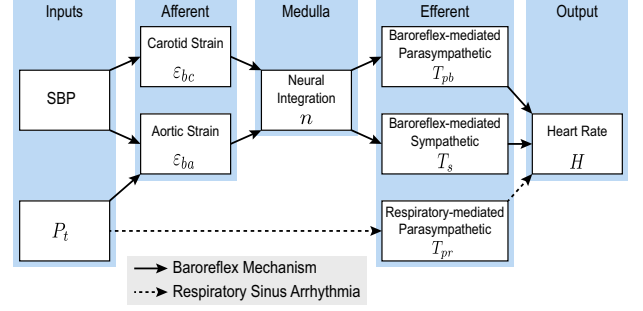 Inputs
Afferent
Medulla
Efferent
Output
SBP
P_t
Carotid Strain
ε_bc
Aortic Strain
ε_ba
Neural
Integration
n
Baroreflex-mediated
Parasympathetic
T_pb
Baroreflex-mediated
Sympathetic
T_s
Respiratory-mediated
Parasympathetic
T_pr
Heart Rate
H
Baroreflex Mechanism
Respiratory Sinus Arrhythmia